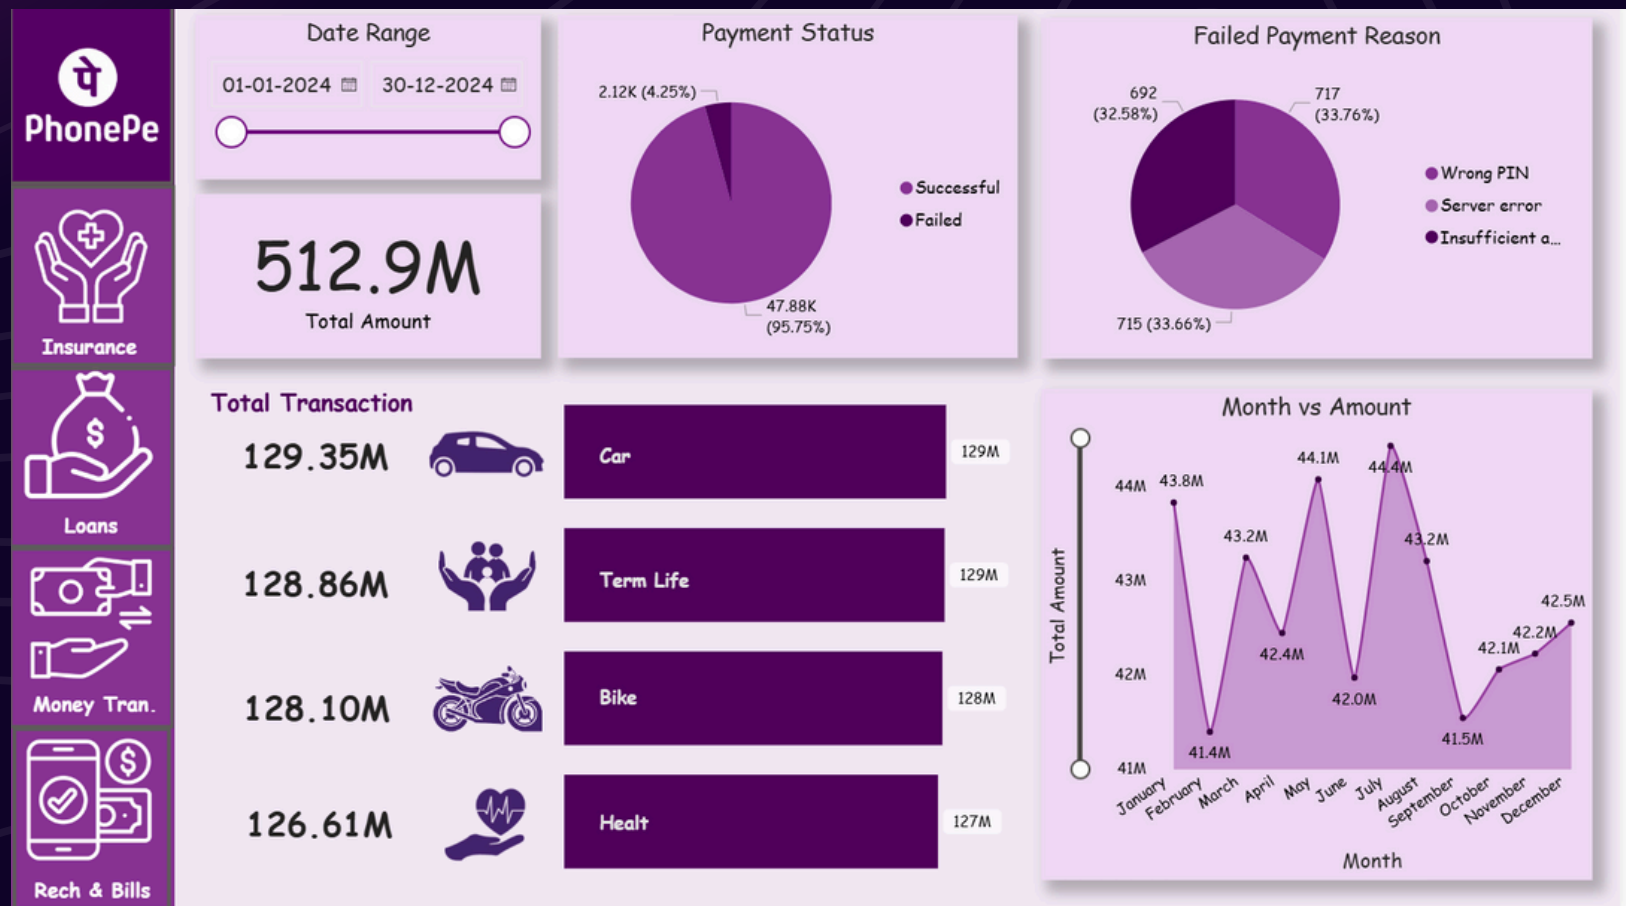 पे
PhonePe
Insurance
$
Loans
Money Tran.
$
Rech & Bills
Date Range
01-01-2024
30-12-2024
512.9M
Total Amount
Payment Status
2.12K (4.25%)
47.88K
(95.75%)
Successful
Failed
Failed Payment Reason
692
(32.58%)
717
(33.76%)
715 (33.66%)
Wrong PIN
Server error
Insufficient a...
Total Transaction
129.35M
Car
129M
128.86M
Term Life
129M
128.10M
Bike
128M
126.61M
Healt
127M
Month vs Amount
Total Amount
44M
43M
42M
41M
43.8M
41.4M
43.2M
42.4M
44.1M
42.0M
44.4M
43.2M
41.5M
42.1M
42.2M
42.5M
January
February
March
April
May
June
July
August
September
October
November
December
Month